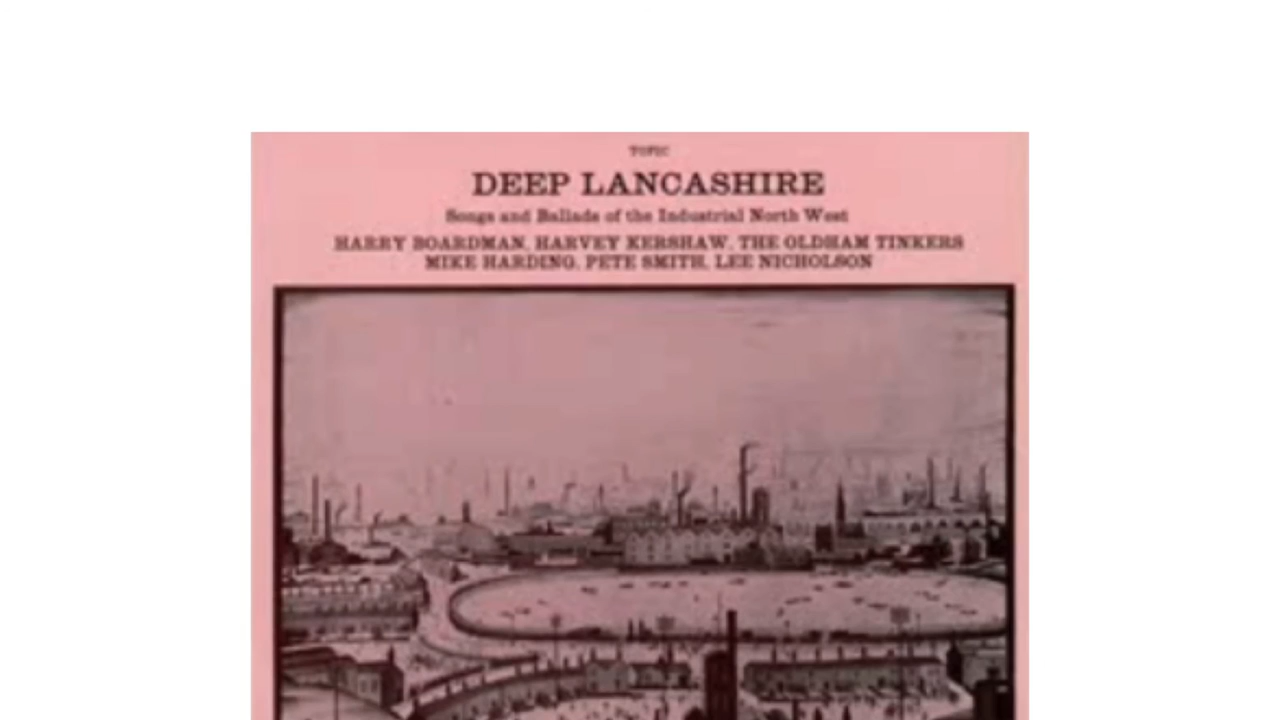 TOPIC
DEEP LANCASHIRE
Songs and Ballads of the Industrial North West
HARRY BOARDMAN, HARVEY KERSHAW, THE OLDHAM TINKERS
MIKE HARDING, PETE SMITH, LEE NICHOLSON